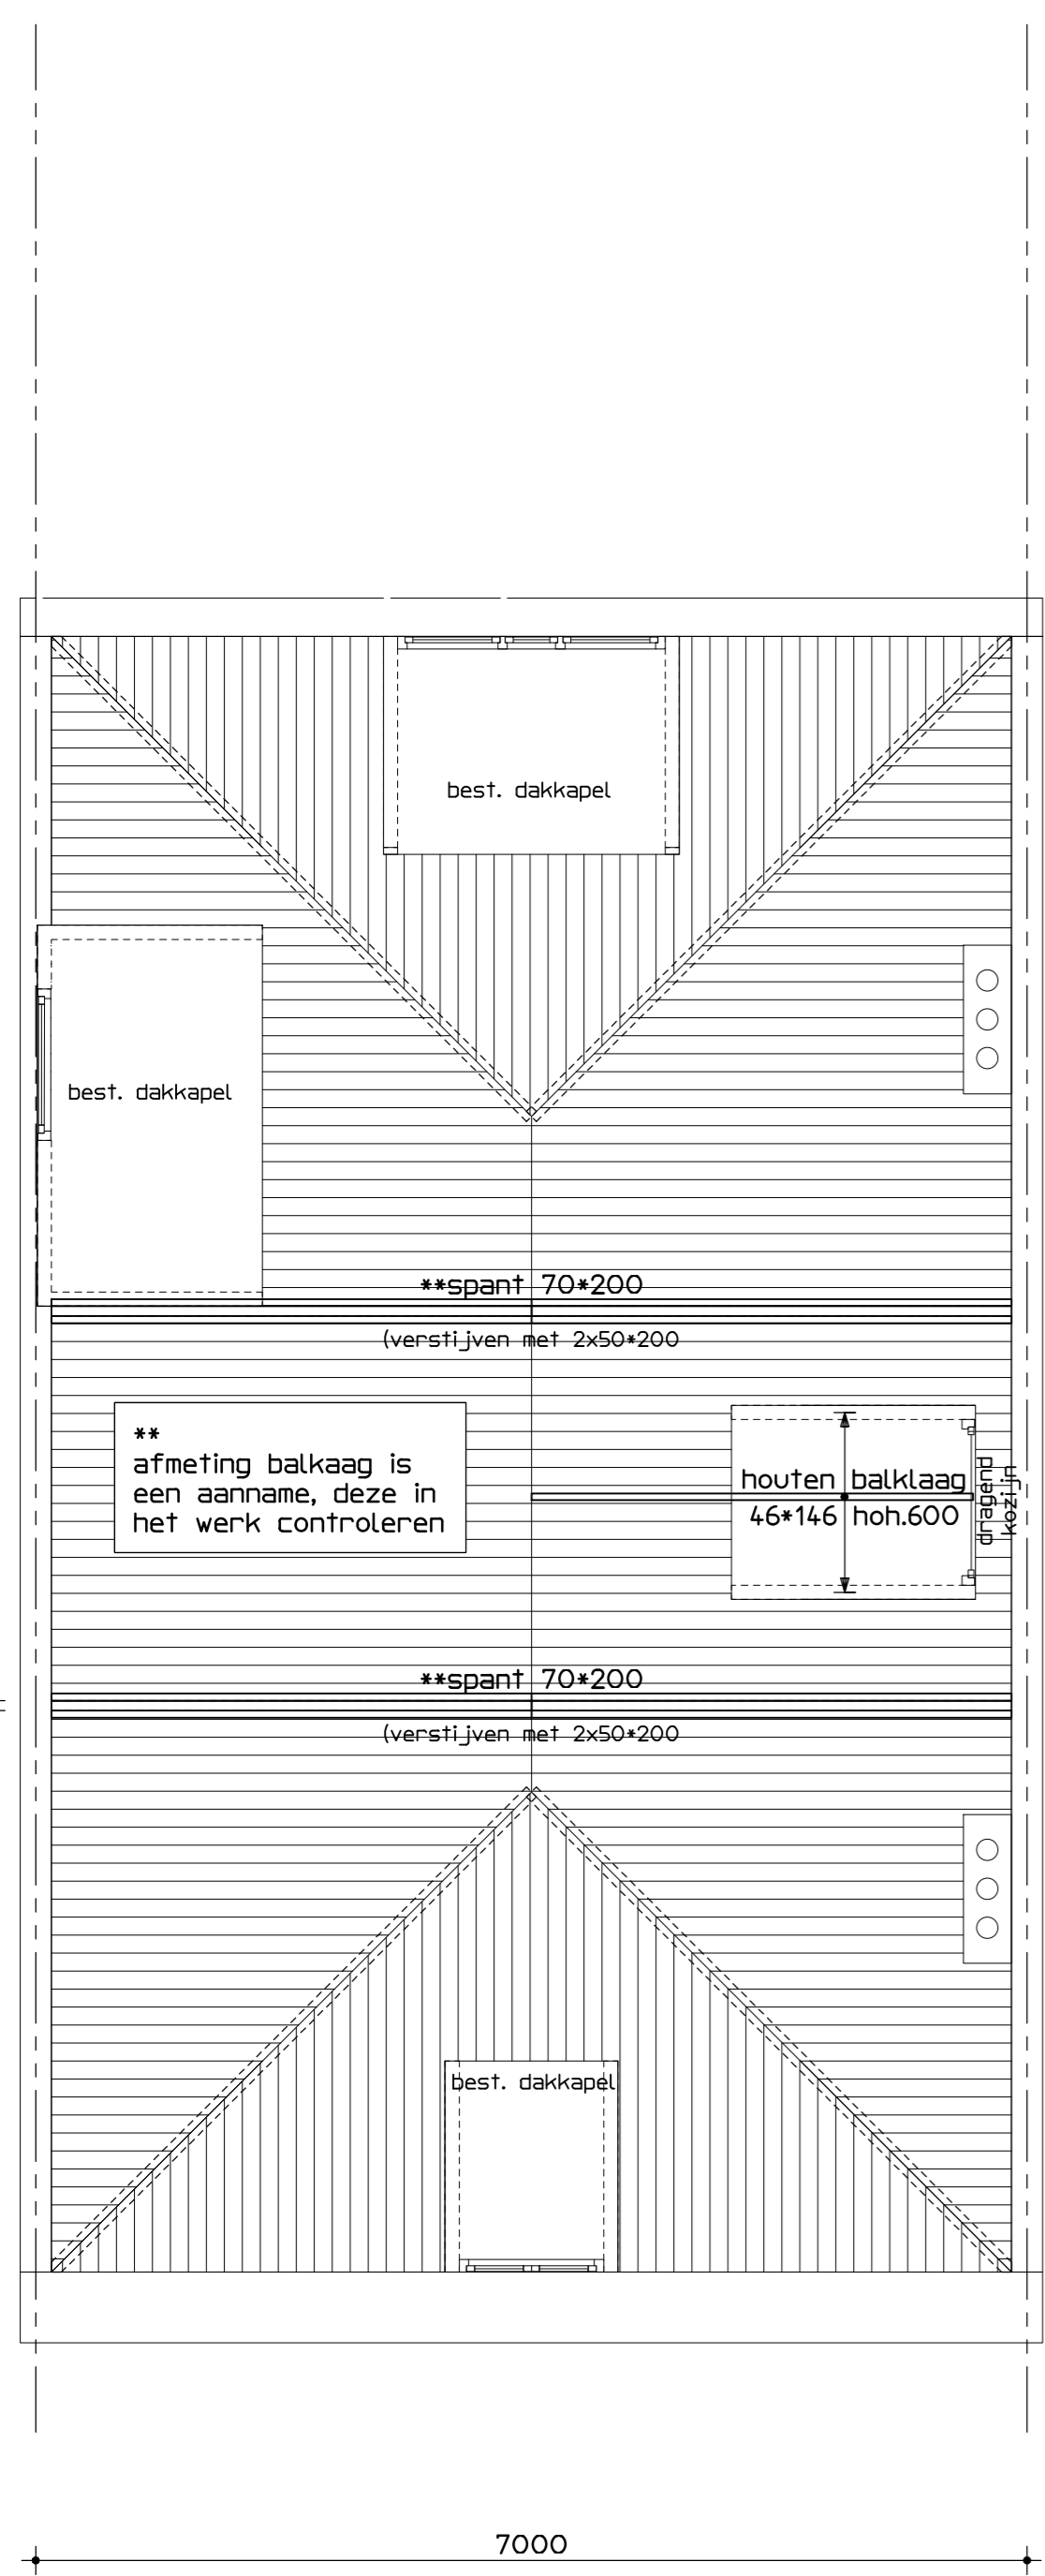 best. dakkapel
best. dakkapel
**spant 70*200
(verstijven met 2x50*200
**
afmeting balkaag is
een aanname, deze in
het werk controleren
houten balklaag
46*146 hoh.600
dragend
kozijn
**spant 70*200
(verstijven met 2x50*200
best. dakkapel
7000